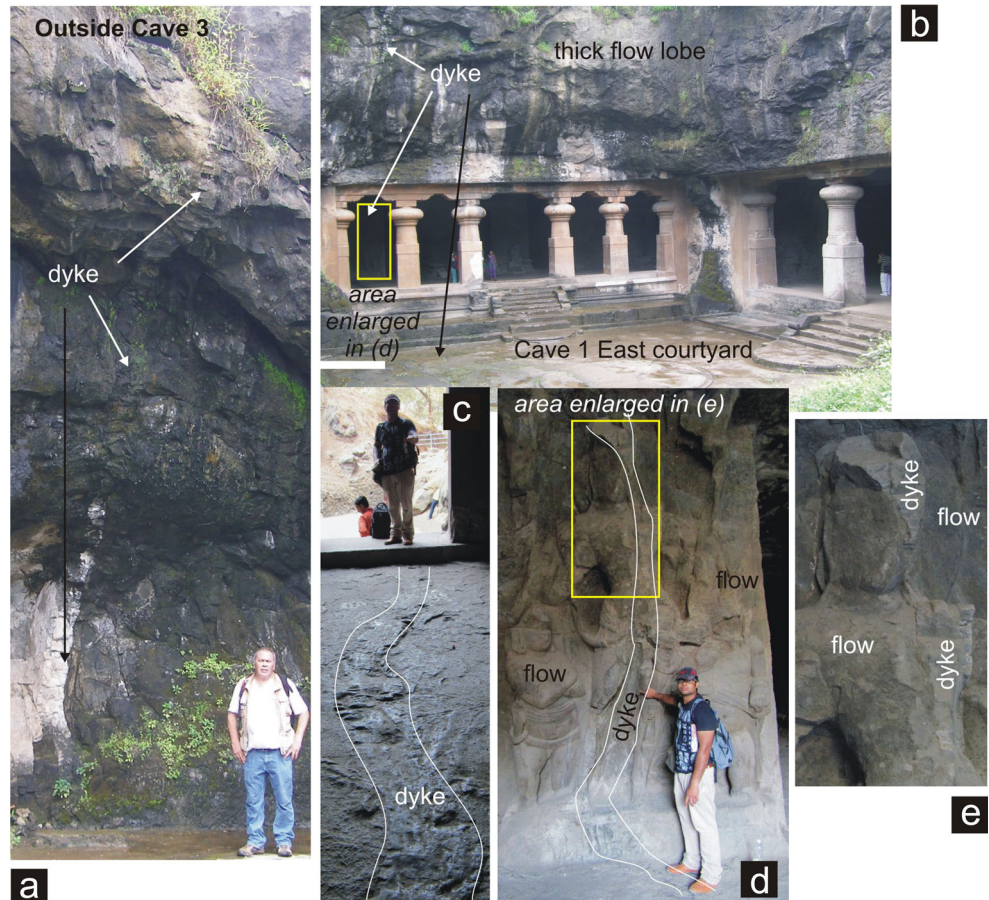 Outside Cave 3
dyke
a
b
thick flow lobe
dyke
area
enlarged
in (d)
Cave 1 East courtyard
c
dyke
area enlarged in (e)
flow
flow
dyke
d
dyke
flow
flow
dyke
e